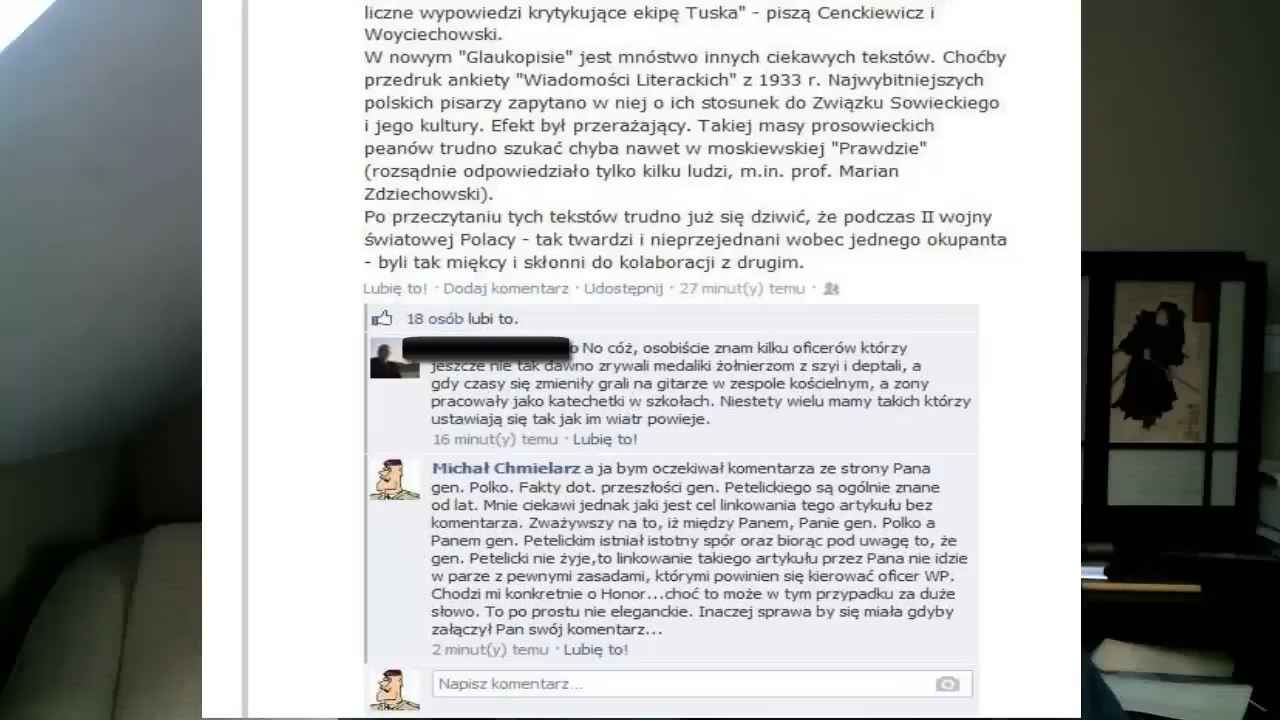 liczne wypowiedzi krytykujące ekipę Tuska" - piszą Cenckiewicz i
Woyciechowski.
W nowym "Glaukopisie" jest mnóstwo innych ciekawych tekstów. Choćby
przedruk ankiety "Wiadomości Literackich" z 1933 r. Najwybitniejszych
polskich pisarzy zapytano w niej o ich stosunek do Związku Sowieckiego
i jego kultury. Efekt był przerażający. Takiej masy prosowieckich
peanów trudno szukać chyba nawet w moskiewskiej "Prawdzie"
(rozsądnie odpowiedziało tylko kilku ludzi, m.in. prof. Marian
Zdziechowski).
Po przeczytaniu tych tekstów trudno już się dziwić, że podczas II wojny
światowej Polacy - tak twardzi i nieprzejednani wobec jednego okupanta
- byli tak miękcy i skłonni do kolaboracji z drugim.
Lubię to! · Dodaj komentarz · Udostępnij · 27 minut(y) temu ·
18 osób lubi to.
No cóż, osobiście znam kilku oficerów którzy
jeszcze nie tak dawno zrywali medaliki żołnierzom z szyi i deptali, a
gdy czasy się zmieniły grali na gitarze w zespole kościelnym, a zony
pracowały jako katechetki w szkołach. Niestety wielu mamy takich którzy
ustawiają się tak jak im wiatr powieje.
16 minut(y) temu · Lubię to!
Michał Chmielarz a ja bym oczekiwał komentarza ze strony Pana
gen. Polko. Fakty dot. przeszłości gen. Petelickiego są ogólnie znane
od lat. Mnie ciekawi jednak jaki jest cel linkowania tego artykułu bez
komentarza. Zważywszy na to, iż między Panem, Panie gen. Polko a
Panem gen. Petelickim istniał istotny spór oraz biorąc pod uwagę to, że
gen. Petelicki nie żyje,to linkowanie takiego artykułu przez Pana nie idzie
w parze z pewnymi zasadami, którymi powinien się kierować oficer WP.
Chodzi mi konkretnie o Honor...choć to może w tym przypadku za duże
słowo. To po prostu nie eleganckie. Inaczej sprawa by się miała gdyby
załączył Pan swój komentarz...
2 minut(y) temu · Lubię to!
Napisz komentarz...